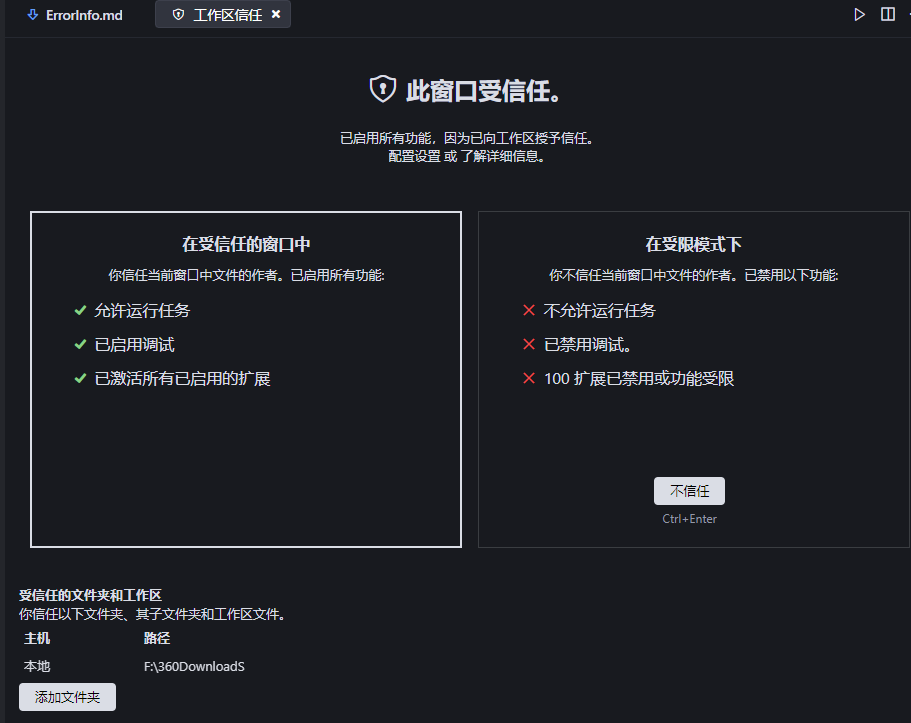 ErrorInfo.md
工作区信任
此窗口受信任。
已启用所有功能，因为已向工作区授予信任。
配置设置 或 了解详细信息。
在受信任的窗口中
你信任当前窗口中文件的作者。已启用所有功能:
允许运行任务
已启用调试
已激活所有已启用的扩展
在受限模式下
你不信任当前窗口中文件的作者。已禁用以下功能:
不允许运行任务
已禁用调试。
100 扩展已禁用或功能受限
不信任
Ctrl+Enter
受信任的文件夹和工作区
你信任以下文件夹、其子文件夹和工作区文件。
主机 路径
本地 F:\360DownloadS
添加文件夹